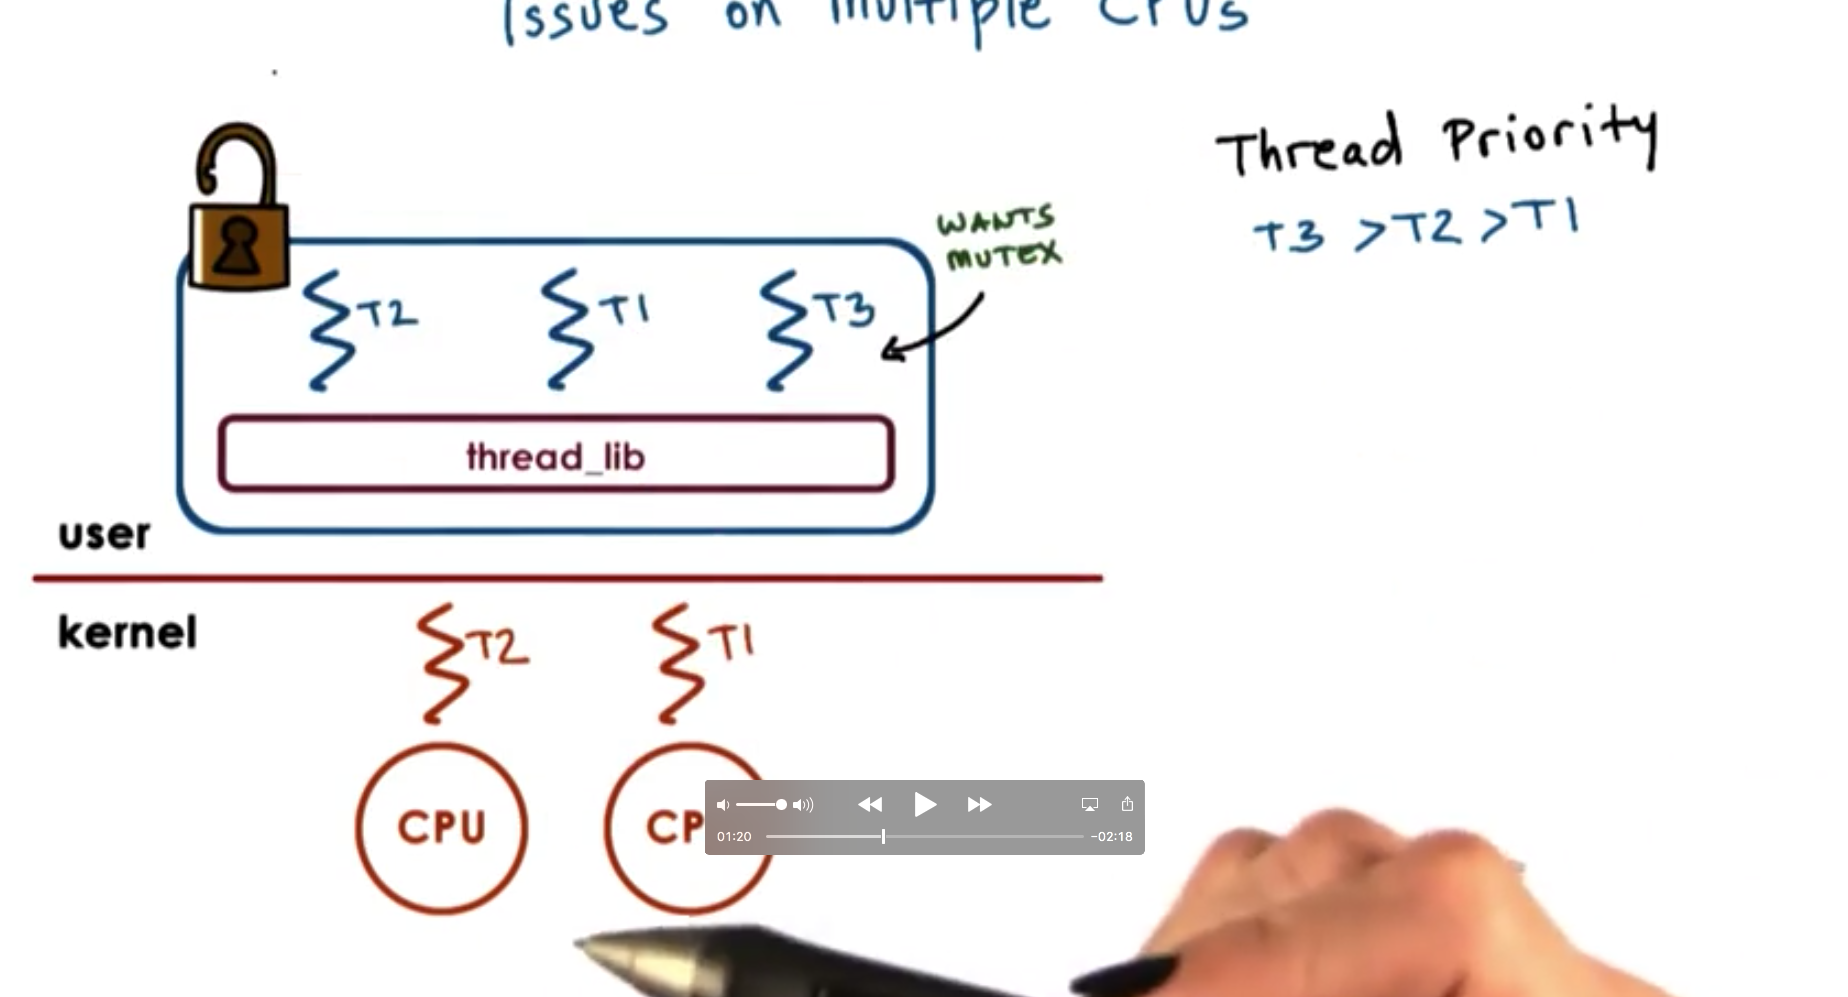 Issues on Multiple CPUs
Thread Priority
T3 > T2 > T1
WANTS
MUTEX
T2
T1
T3
thread_lib
user
kernel
T2
T1
CPU
CP
01:20
-02:18